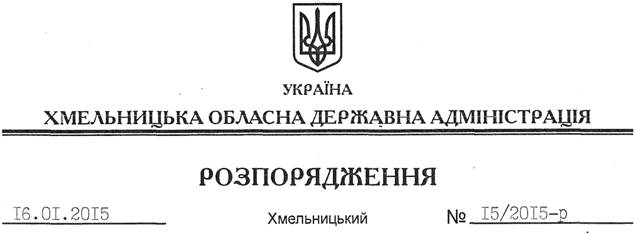 УКРАЇНА
ХМЕЛЬНИЦЬКА ОБЛАСНА ДЕРЖАВНА АДМІНІСТРАЦІЯ
РОЗПОРЯДЖЕННЯ
16.01.2015 Хмельницький № 15/2015-р